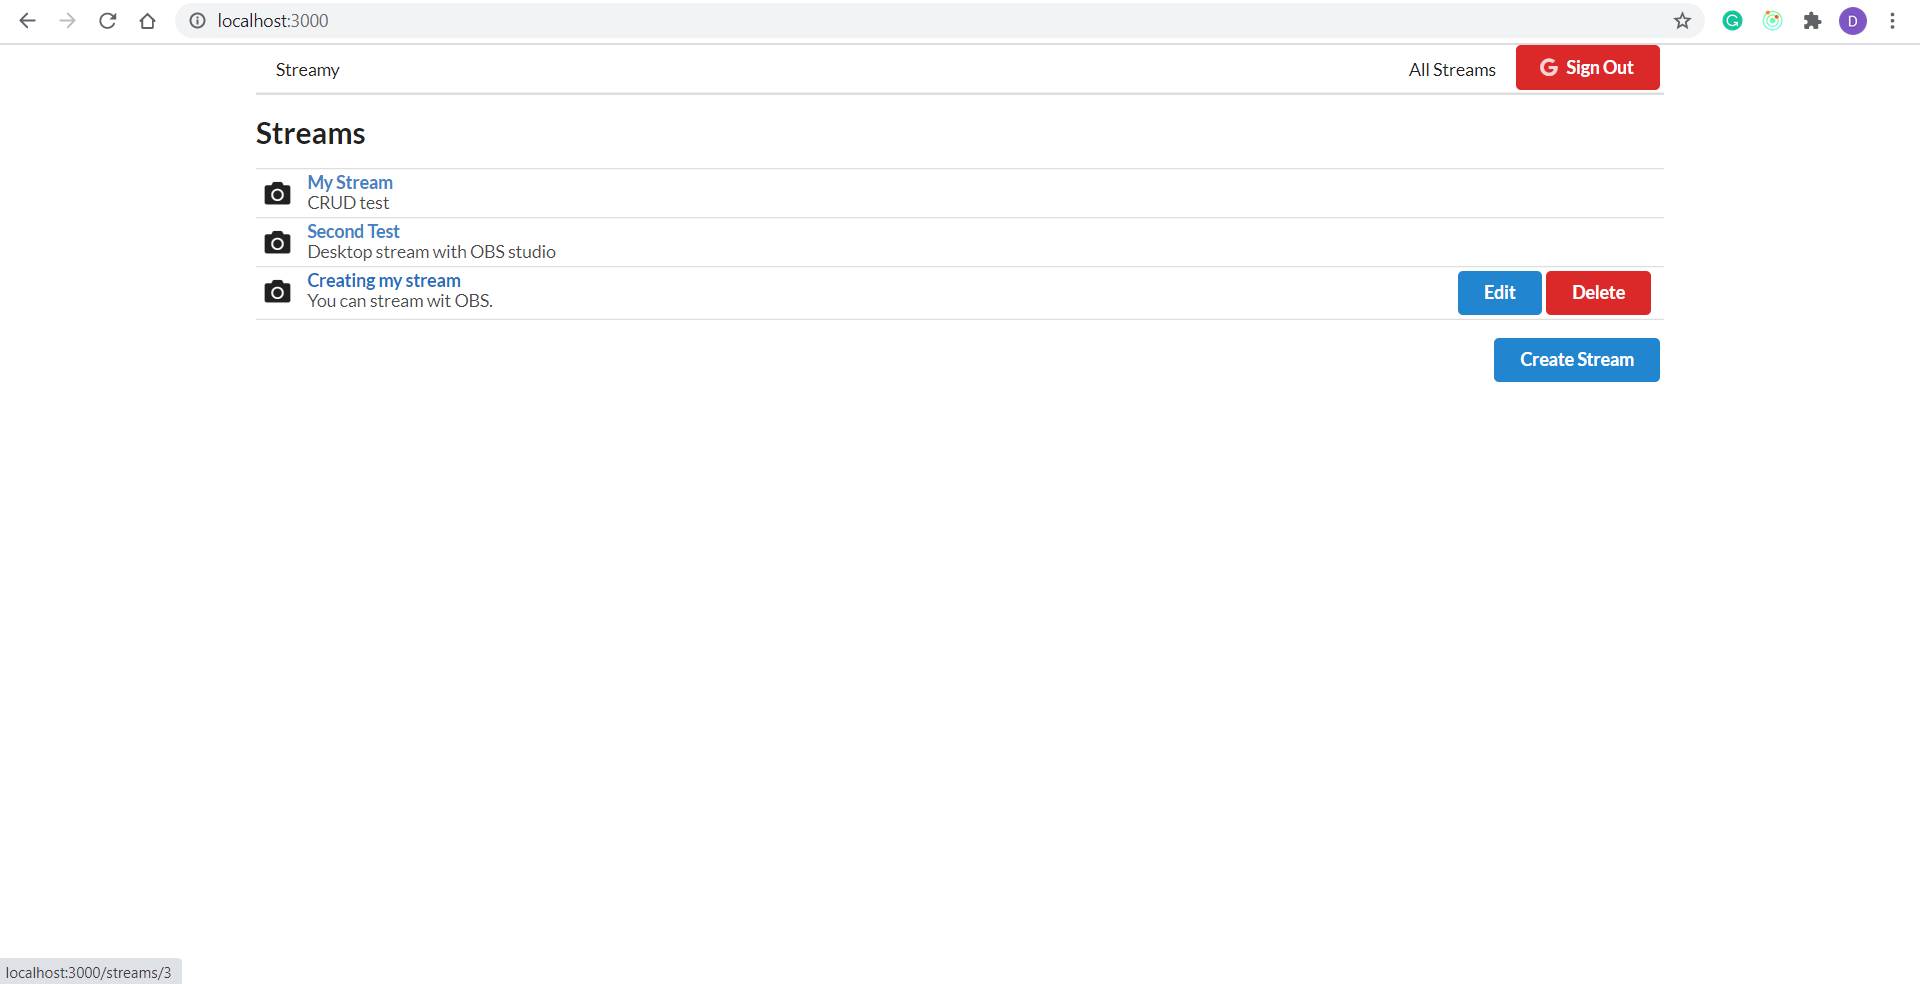 localhost:3000
D
Streamy
All Streams
Sign Out
Streams
My Stream
CRUD test
Second Test
Desktop stream with OBS studio
Creating my stream
You can stream wit OBS.
Edit
Delete
Create Stream
localhost:3000/streams/3